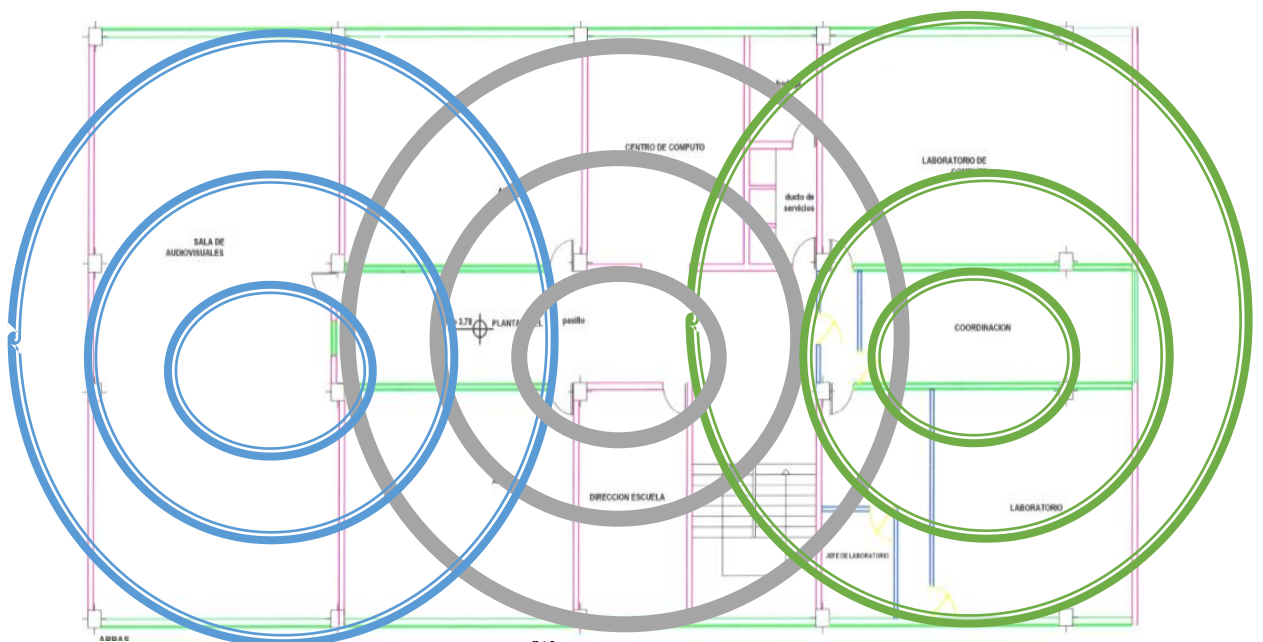 CENTRO DE COMPUTO
LABORATORIO DE
ducto de
servicios
SALA DE
AUDIOVISUALES
pasillo
COORDINACION
DIRECCION ESCUELA
LABORATORIO
JEFE DE LABORATORIO